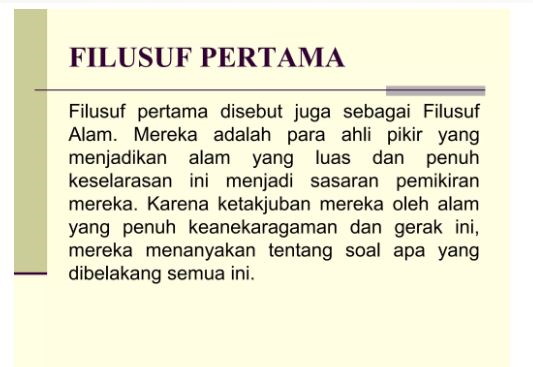 FILUSUF PERTAMA
Filusuf pertama disebut juga sebagai Filusuf
Alam. Mereka adalah para ahli pikir yang
menjadikan alam yang luas dan penuh
keselarasan ini menjadi sasaran pemikiran
mereka. Karena ketakjuban mereka oleh alam
yang penuh keanekaragaman dan gerak ini,
mereka menanyakan tentang soal apa yang
dibelakang semua ini.